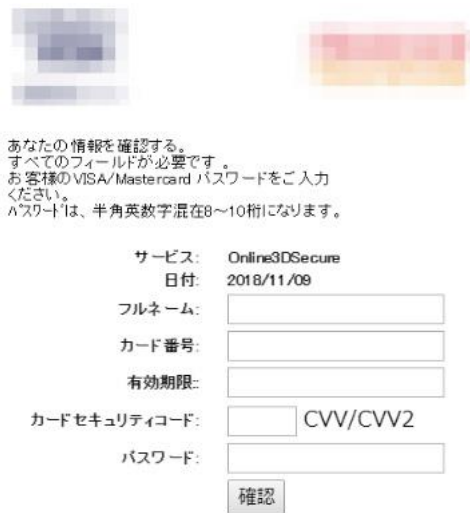 あなたの情報を確認する。
すべてのフィールドが必要です 。
お客様のVISA/Mastercard パスワードをご入力
ください。
パスワードは、半角英数字混在8～10桁になります。
サービス: Online3DSecure
日付: 2018/11/09
フルネーム:
カード番号:
有効期限::
カードセキュリティコード: CVV/CVV2
パスワード:
確認